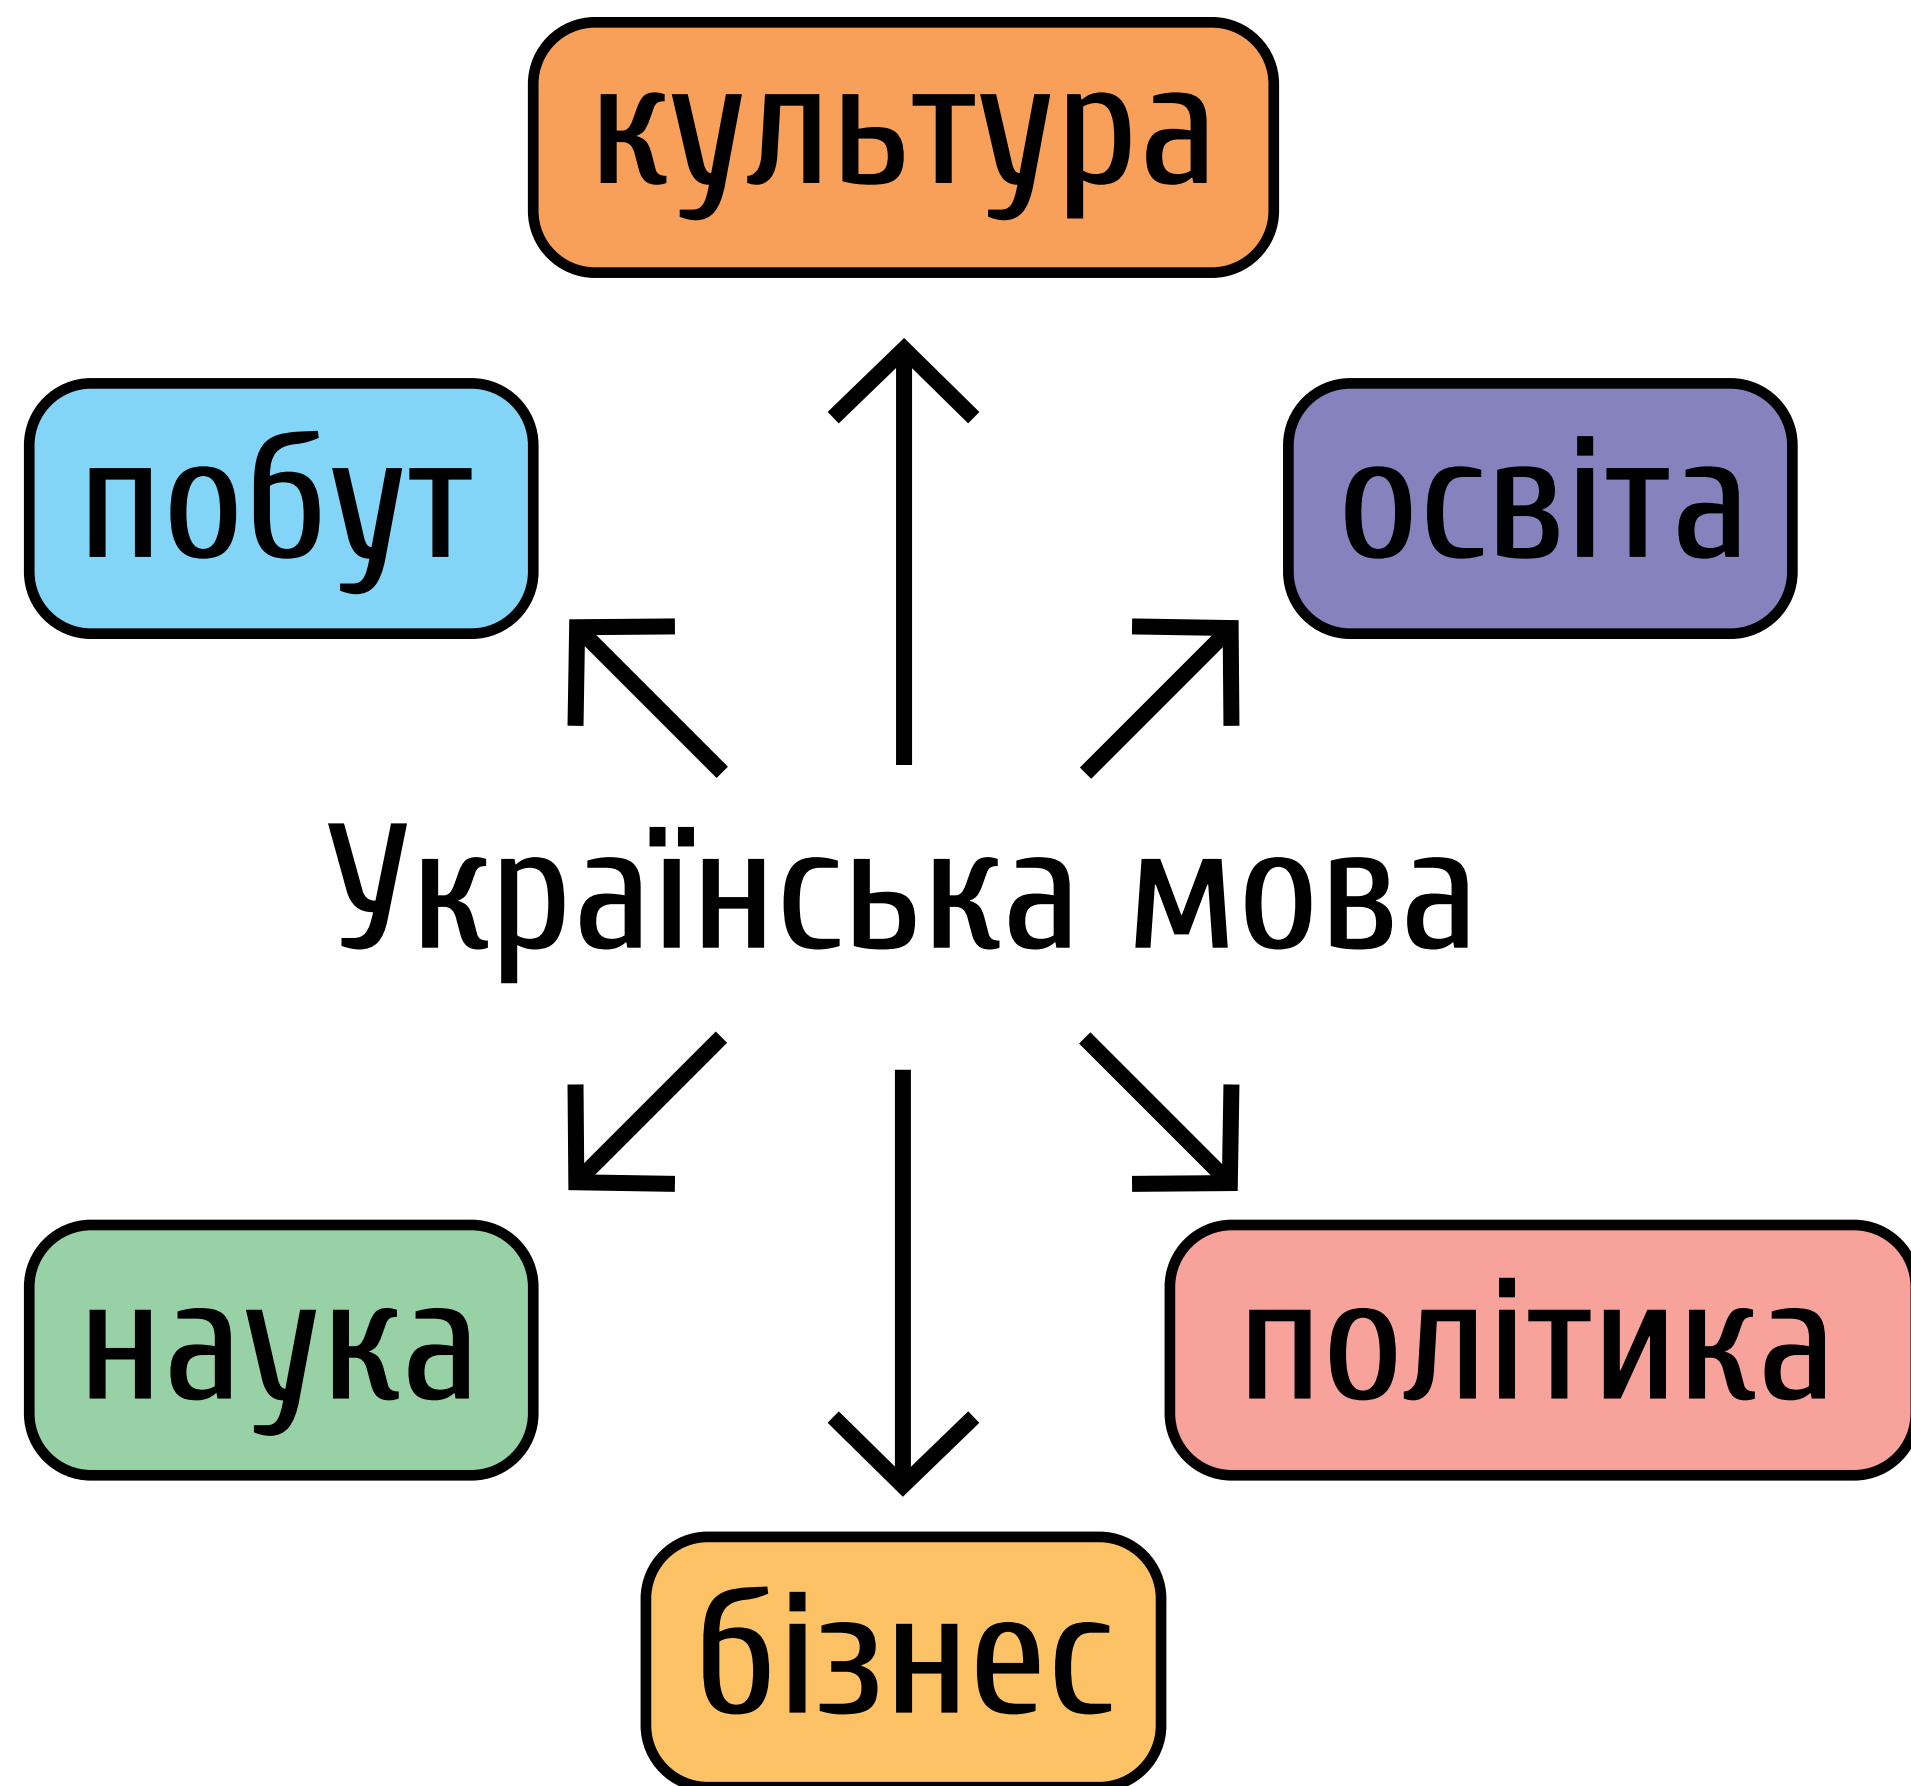 культура
побут
освіта
Українська мова
наука
політика
бізнес